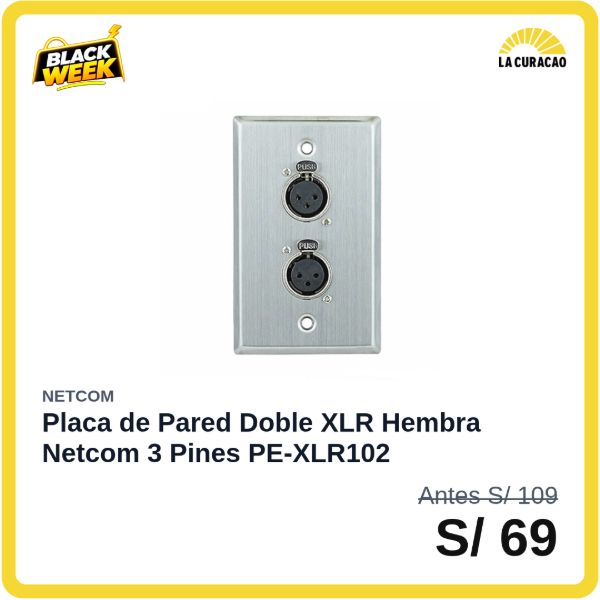 BLACK
WEEK
LA CURACAO
PUSH
PUSH
NETCOM
Placa de Pared Doble XLR Hembra
Netcom 3 Pines PE-XLR102
Antes S/ 109
S/ 69